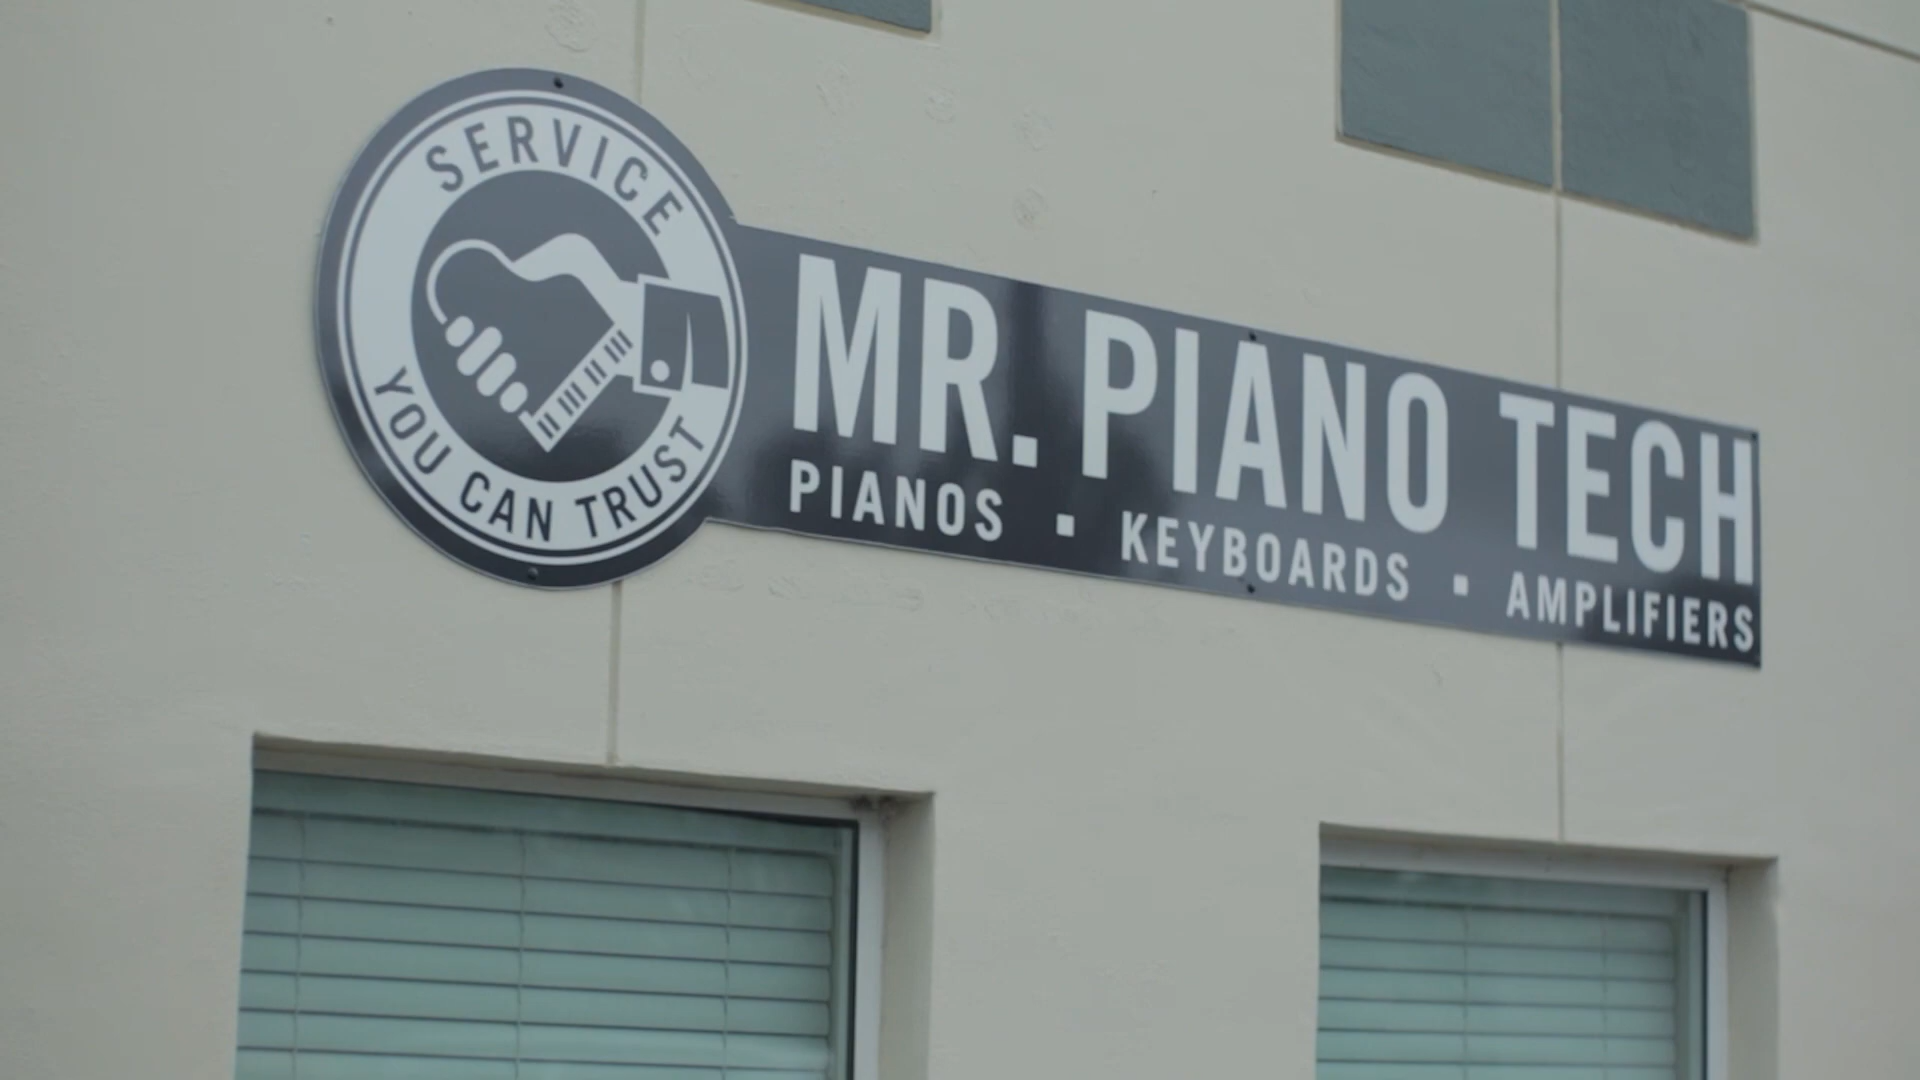 SERVICE
YOU CAN TRUST
MR. PIANO TECH
PIANOS ▪ KEYBOARDS ▪ AMPLIFIERS